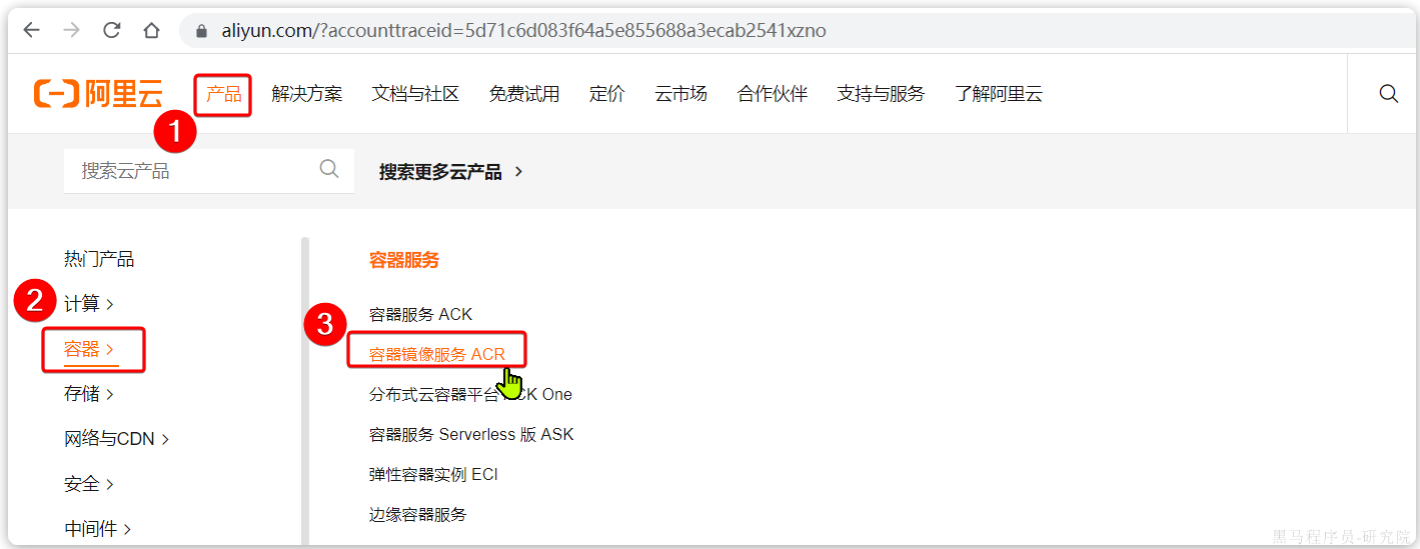 aliyun.com/?accounttraceid=5d71c6d083f64a5e855688a3ecab2541xzno
阿里云 产品 解决方案 文档与社区 免费试用 定价 云市场 合作伙伴 支持与服务 了解阿里云
1
搜索云产品 搜索更多云产品 >
热门产品
容器服务
2 计算 >
3 容器服务 ACK
容器 >
容器镜像服务 ACR
存储 >
分布式云容器平台 ACK One
网络与CDN >
容器服务 Serverless 版 ASK
安全 >
弹性容器实例 ECI
中间件 >
边缘容器服务
黑马程序员-研究院